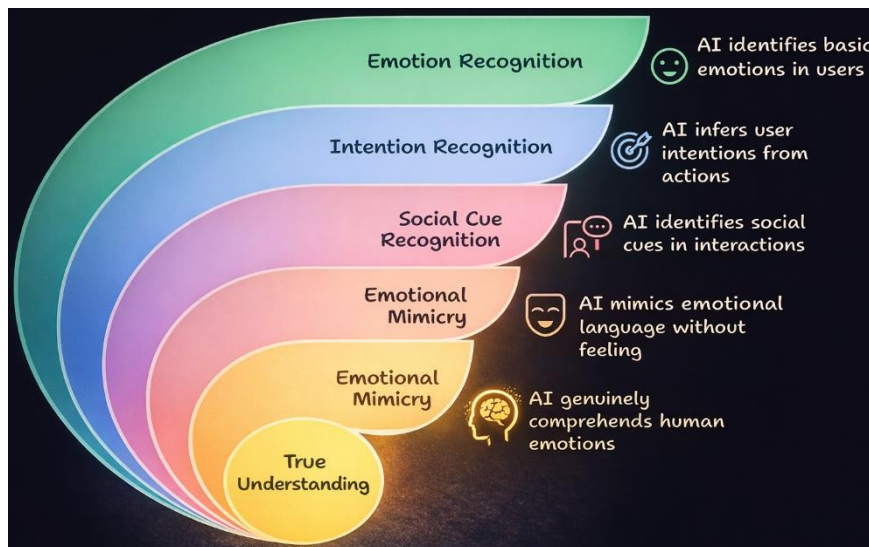 Emotion Recognition
AI identifies basic
emotions in users
Intention Recognition
AI infers user
intentions from
actions
Social Cue
Recognition
AI identifies social
cues in interactions
Emotional
Mimicry
AI mimics emotional
language without
feeling
Emotional
Mimicry
AI genuinely
comprehends human
emotions
True
Understanding